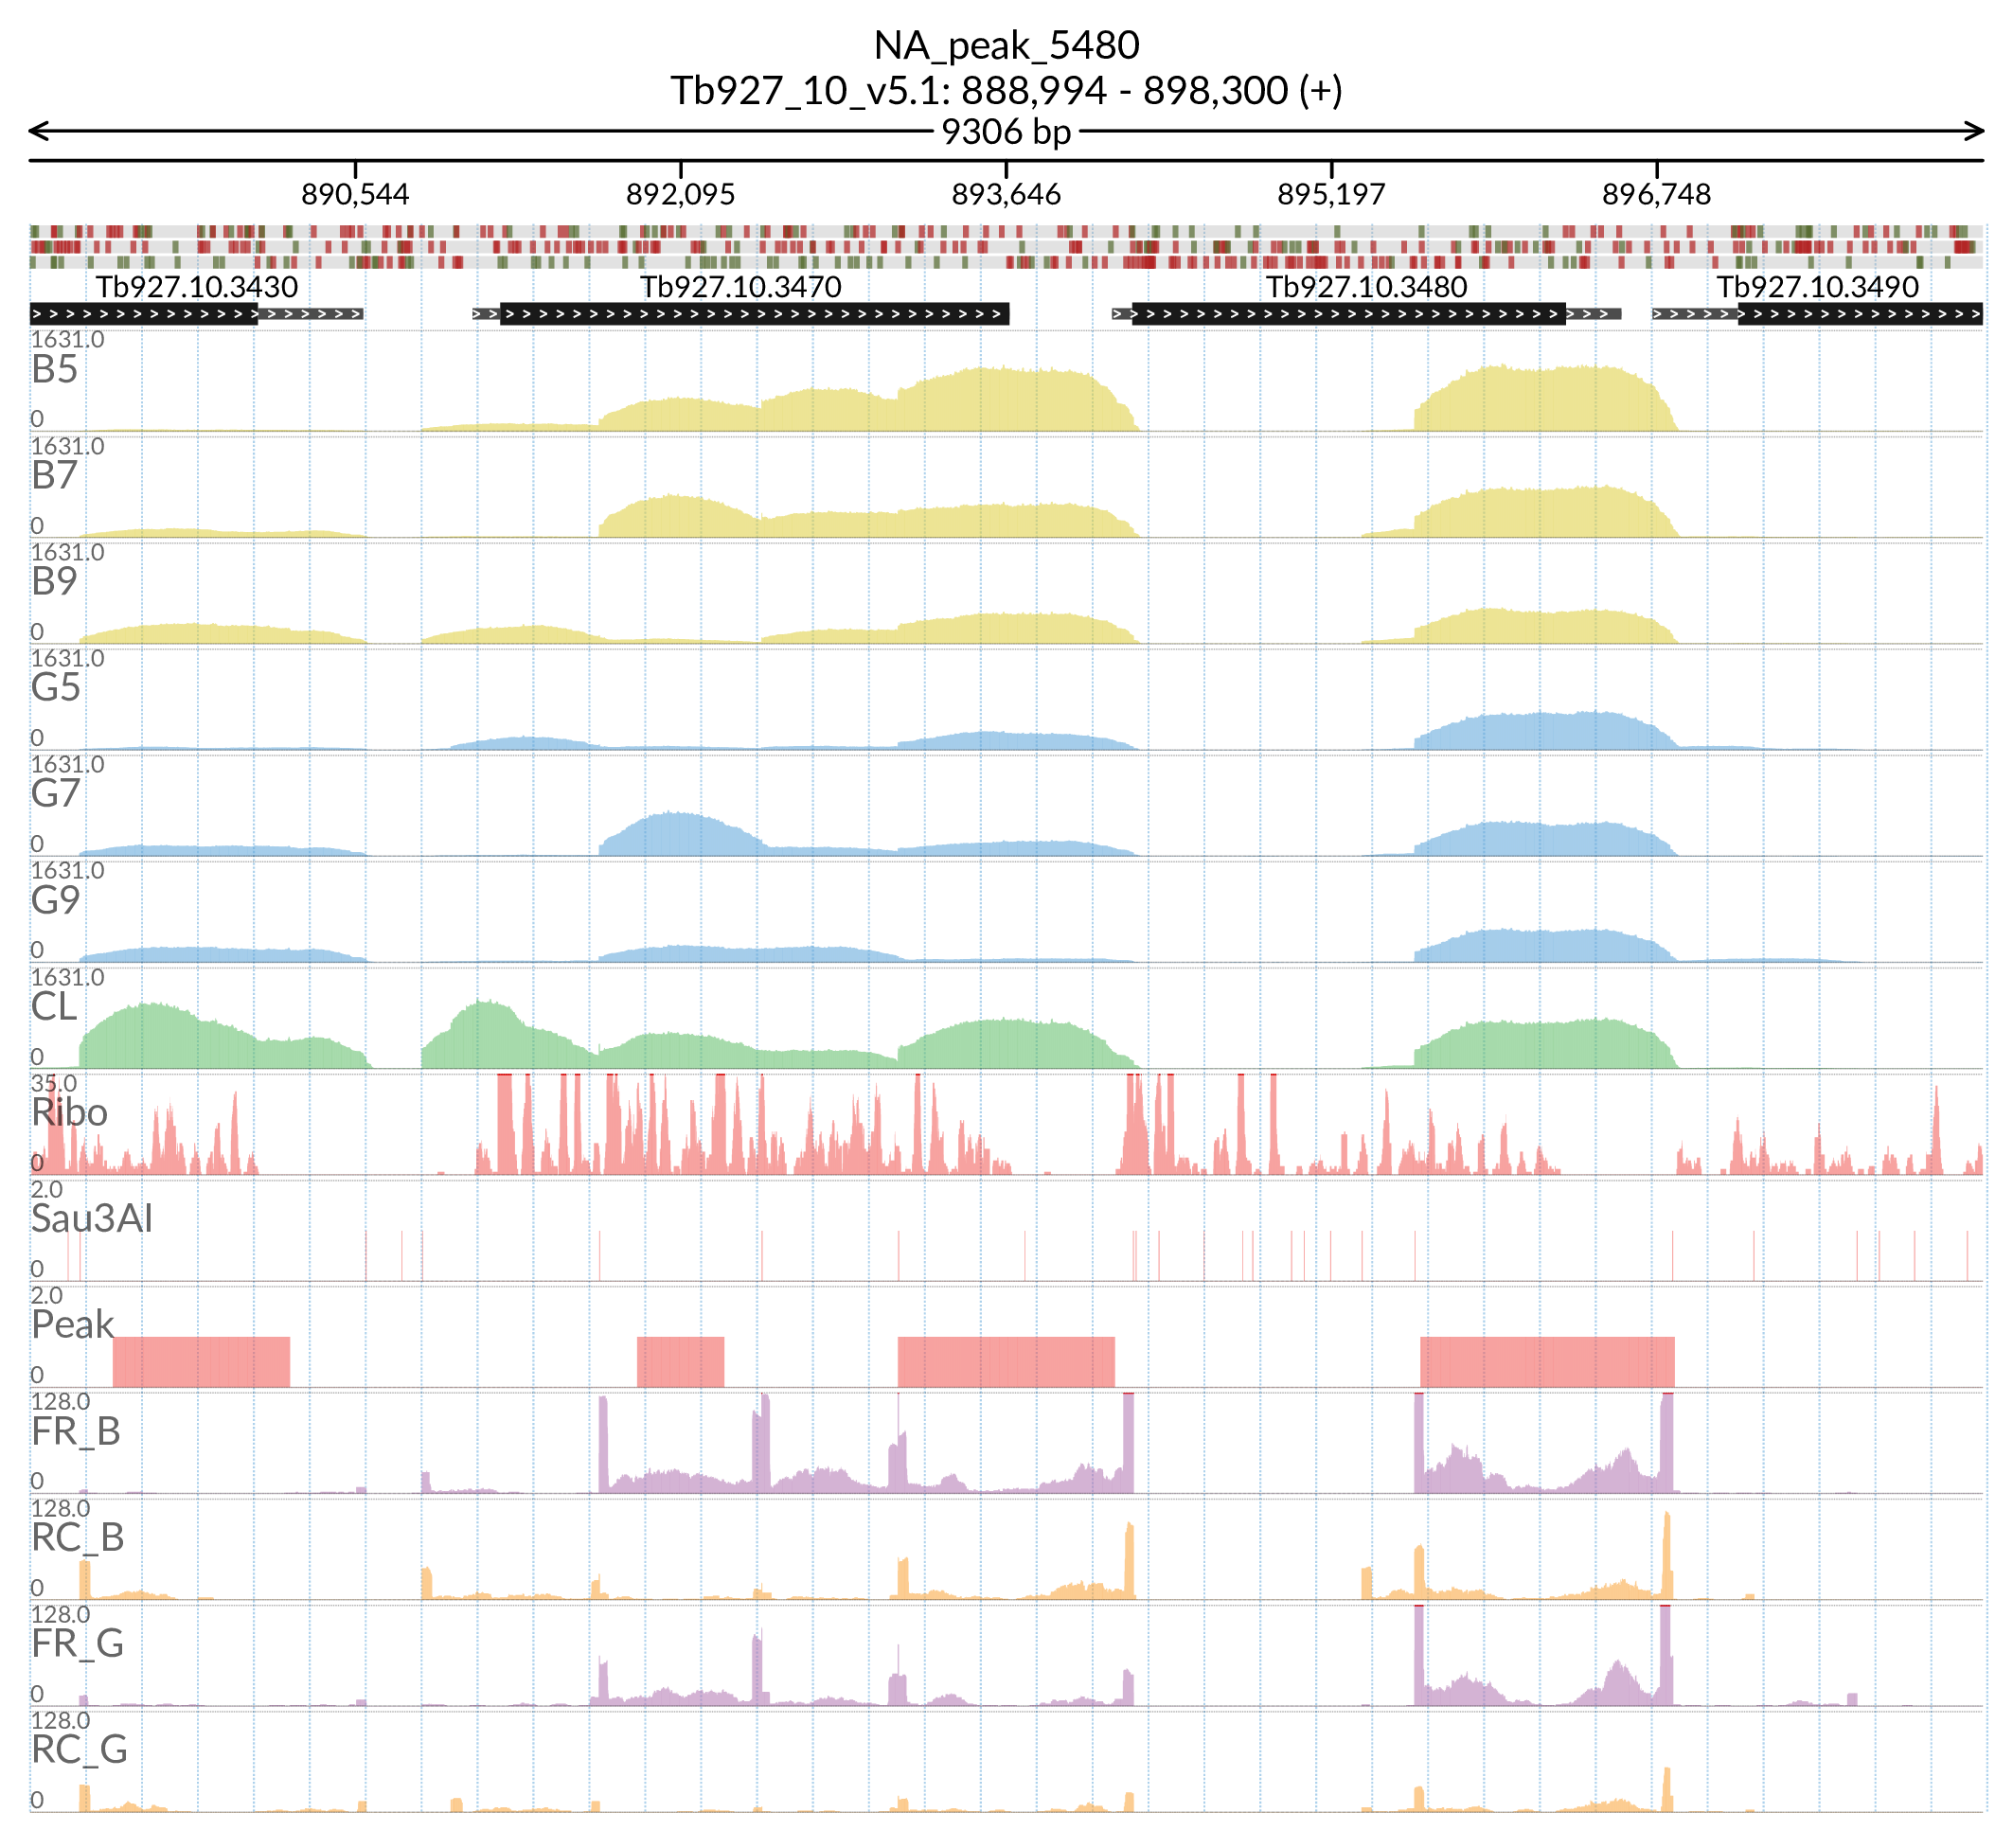 NA_peak_5480
Tb927_10_v5.1: 888,994 - 898,300 (+)
9306 bp
890,544 892,095 893,646 895,197 896,748
Tb927.10.3430 Tb927.10.3470 Tb927.10.3480 Tb927.10.3490
1631.0
B5
0
1631.0
B7
0
1631.0
B9
0
1631.0
G5
0
1631.0
G7
0
1631.0
G9
0
1631.0
CL
0
35.0
Ribo
0
2.0
Sau3AI
0
2.0
Peak
0
128.0
FR_B
0
128.0
RC_B
0
128.0
FR_G
0
128.0
RC_G
0